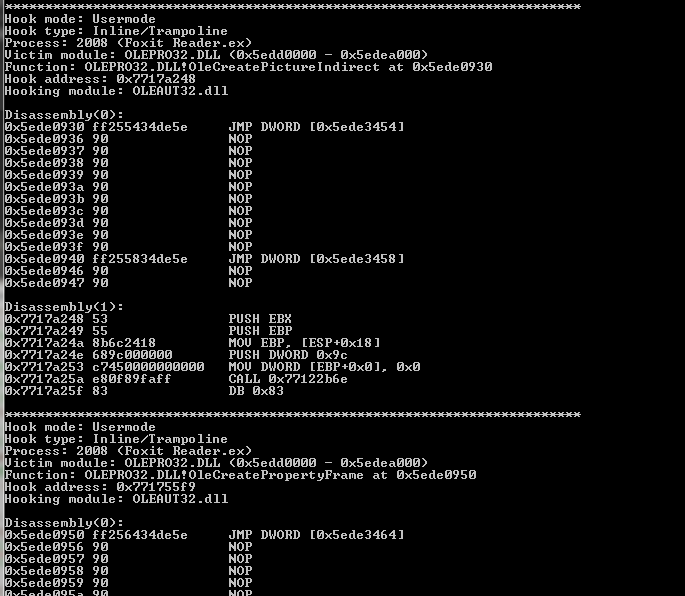 ************************************************************************
Hook mode: Usermode
Hook type: Inline/Trampoline
Process: 2008 (Foxit Reader.ex)
Victim module: OLEPRO32.DLL (0x5edd0000 - 0x5edea000)
Function: OLEPRO32.DLL!OleCreatePictureIndirect at 0x5ede0930
Hook address: 0x7717a248
Hooking module: OLEAUT32.dll
Disassembly(0):
0x5ede0930 ff255434de5e JMP DWORD [0x5ede3454]
0x5ede0936 90 NOP
0x5ede0937 90 NOP
0x5ede0938 90 NOP
0x5ede0939 90 NOP
0x5ede093a 90 NOP
0x5ede093b 90 NOP
0x5ede093c 90 NOP
0x5ede093d 90 NOP
0x5ede093e 90 NOP
0x5ede093f 90 NOP
0x5ede0940 ff255834de5e JMP DWORD [0x5ede3458]
0x5ede0946 90 NOP
0x5ede0947 90 NOP
Disassembly(1):
0x7717a248 53 PUSH EBX
0x7717a249 55 PUSH EBP
0x7717a24a 8b6c2418 MOV EBP, [ESP+0x18]
0x7717a24e 689c000000 PUSH DWORD 0x9c
0x7717a253 c7450000000000 MOV DWORD [EBP+0x0], 0x0
0x7717a25a e80f89faff CALL 0x77122b6e
0x7717a25f 83 DB 0x83
************************************************************************
Hook mode: Usermode
Hook type: Inline/Trampoline
Process: 2008 (Foxit Reader.ex)
Victim module: OLEPRO32.DLL (0x5edd0000 - 0x5edea000)
Function: OLEPRO32.DLL!OleCreatePropertyFrame at 0x5ede0950
Hook address: 0x771755f9
Hooking module: OLEAUT32.dll
Disassembly(0):
0x5ede0950 ff256434de5e JMP DWORD [0x5ede3464]
0x5ede0956 90 NOP
0x5ede0957 90 NOP
0x5ede0958 90 NOP
0x5ede0959 90 NOP
0x5ede095a 90 NOP